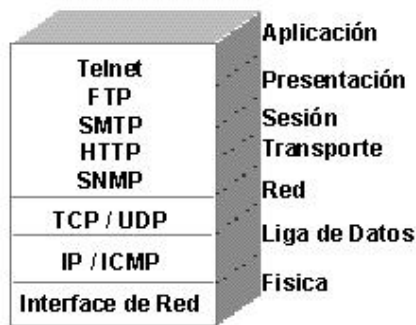 Aplicación
Telnet
Presentación
FTP
Sesión
SMTP
Transporte
HTTP
SNMP
Red
TCP / UDP
Liga de Datos
IP / ICMP
Fisica
Interface de Red